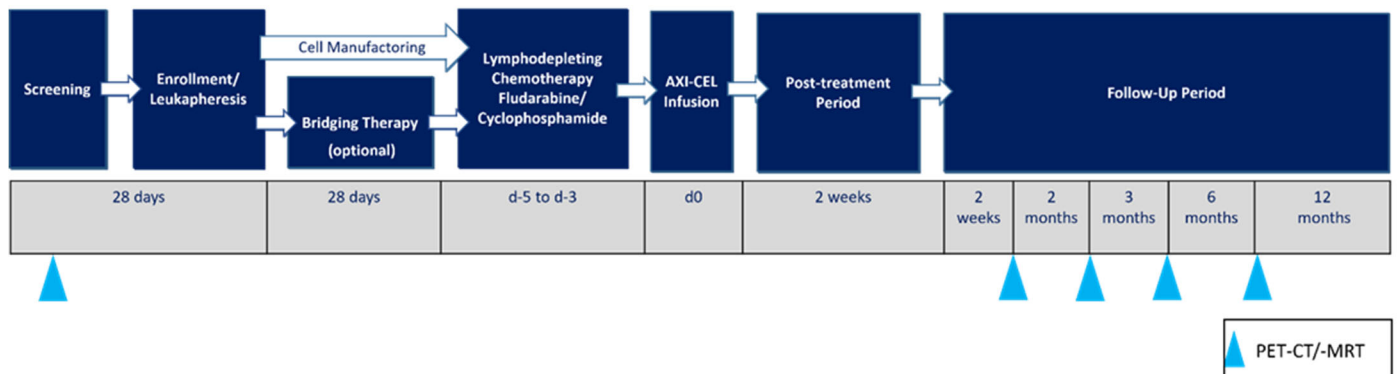 Screening
Enrollment/
Leukapheresis
Cell Manufactoring
Bridging Therapy
(optional)
Lymphodepleting
Chemotherapy
Fludarabine/
Cyclophosphamide
AXI-CEL
Infusion
Post-treatment
Period
Follow-Up Period
28 days
28 days
d-5 to d-3
d0
2 weeks
2
weeks
2
months
3
months
6
months
12
months
PET-CT/-MRT